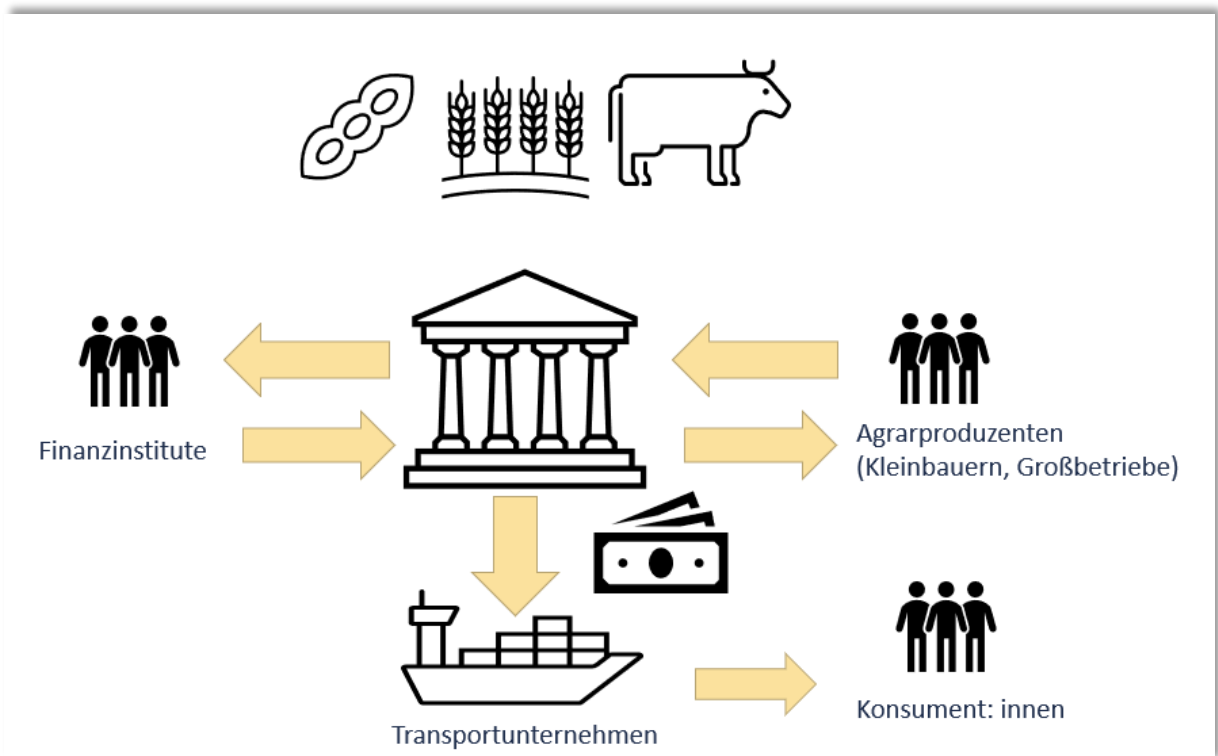 Finanzinstitute
Agrarproduzenten
(Kleinbauern, Großbetriebe)
Transportunternehmen
Konsument: innen